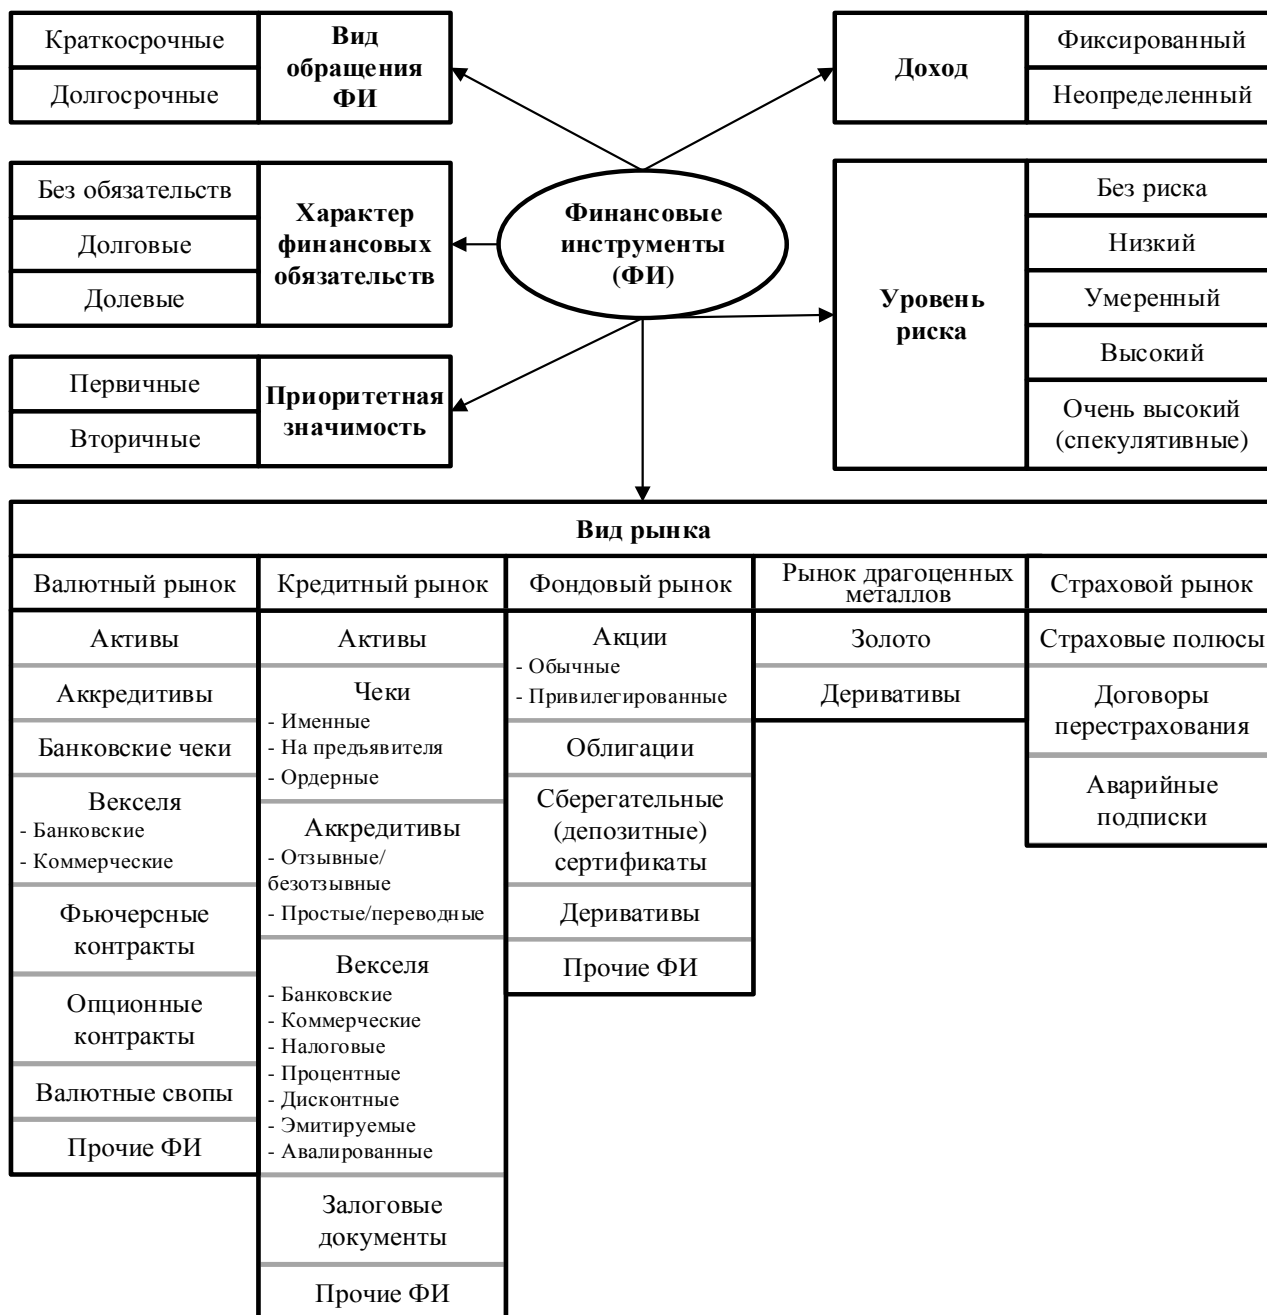 Краткосрочные
Долгосрочные
Вид
обращения
ФИ
Доход
Фиксированный
Неопределенный
Без обязательств
Долговые
Долевые
Характер
финансовых
обязательств
Финансовые
инструменты
(ФИ)
Уровень
риска
Без риска
Низкий
Умеренный
Высокий
Очень высокий
(спекулятивные)
Первичные
Вторичные
Приоритетная
значимость
Вид рынка
Валютный рынок
Кредитный рынок
Фондовый рынок
Рынок драгоценных
металлов
Страховой рынок
Активы
Аккредитивы
Банковские чеки
Векселя
- Банковские
- Коммерческие
Фьючерсные
контракты
Опционные
контракты
Валютные свопы
Прочие ФИ
Активы
Чеки
- Именные
- На предъявителя
- Ордерные
Аккредитивы
- Отзывные/
безотзывные
- Простые/переводные
Векселя
- Банковские
- Коммерческие
- Налоговые
- Процентные
- Дисконтные
- Эмитируемые
- Авалированные
Залоговые
документы
Прочие ФИ
Акции
- Обычные
- Привилегированные
Облигации
Сберегательные
(депозитные)
сертификаты
Деривативы
Прочие ФИ
Золото
Деривативы
Страховые полюсы
Договоры
перестрахования
Аварийные
подписки